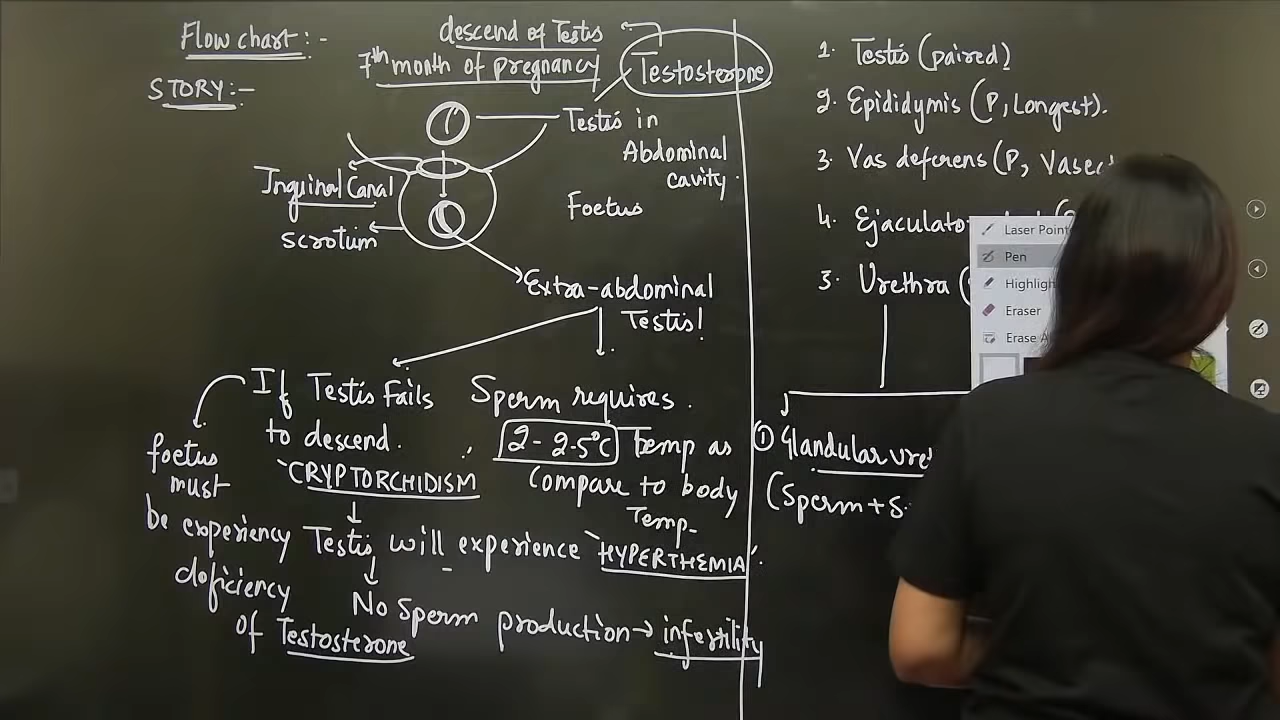 Flow chart:-
STORY:-
descend of Testis
7th month of pregnancy
Testosterone
Testis in
Abdominal
cavity.
Foetus
Inguinal Canal
scrotum
Extra-abdominal
Testis!
If Testis Fails
to descend.
'CRYPTORCHIDISM
foetus
must
be experiency
deficiency
of Testosterone
Sperm requires.
2-2.5°C Temp as
Compare to body
Temp.
Testis will experience 'HYPERTHEMIA'.
No Sperm production → infertility
1. Testis (paired)
2. Epididymis (P, Longest).
3. Vas deferens (P, Vasec
4. Ejaculato
3. Urethra (
① Glandular ure
(Sperm + S.
Laser Point
Pen
Highligh
Eraser
Erase A